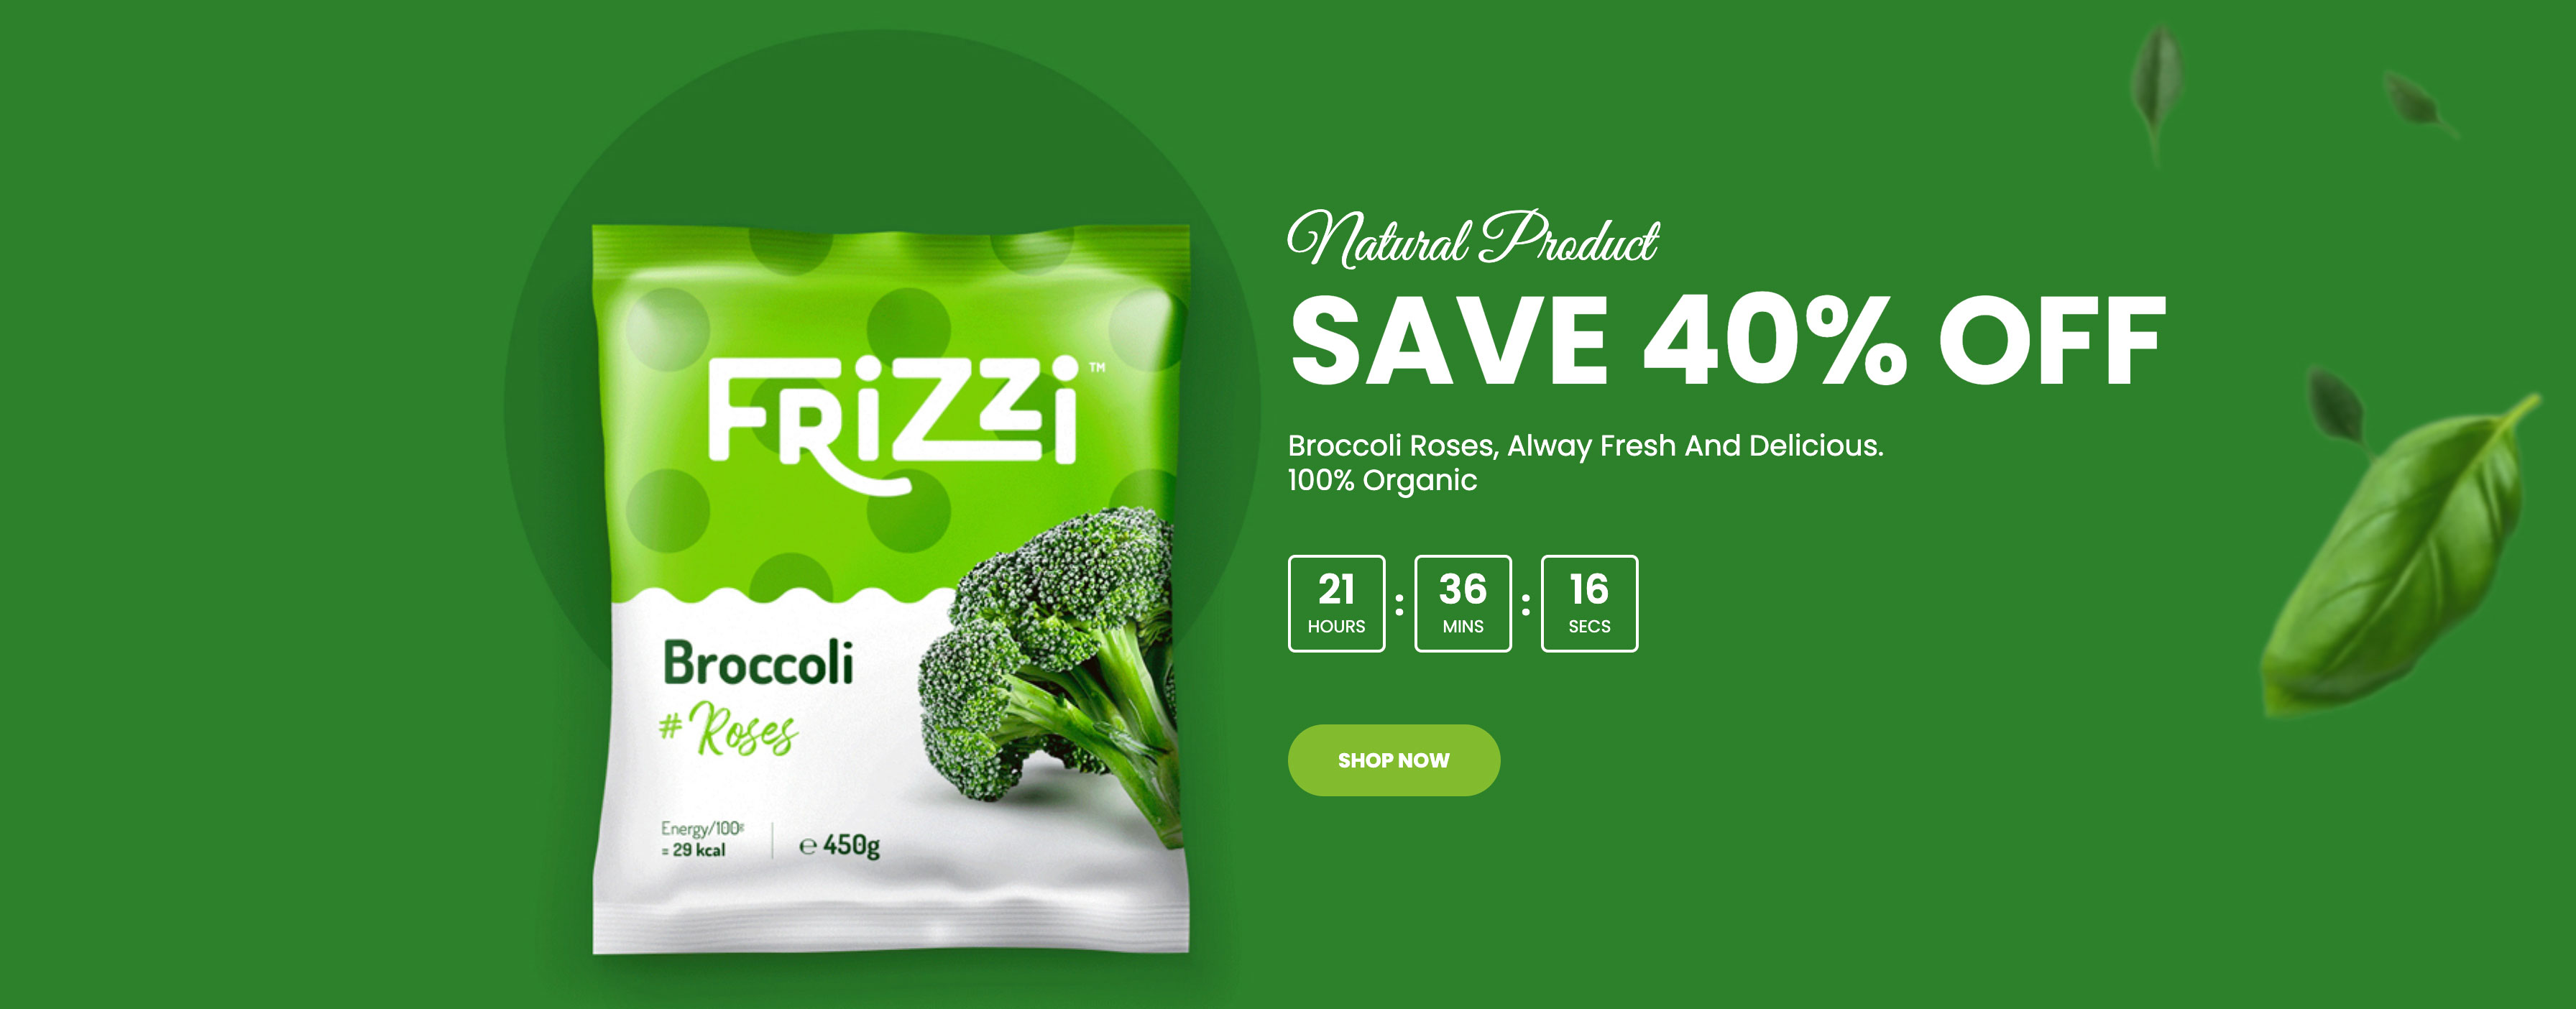 FRiZZi™
Broccoli
# Roses
Energy/100g
= 29 kcal
℮ 450g
Natural Product
SAVE 40% OFF
Broccoli Roses, Alway Fresh And Delicious.
100% Organic
21 : 36 : 16
HOURS MINS SECS
SHOP NOW